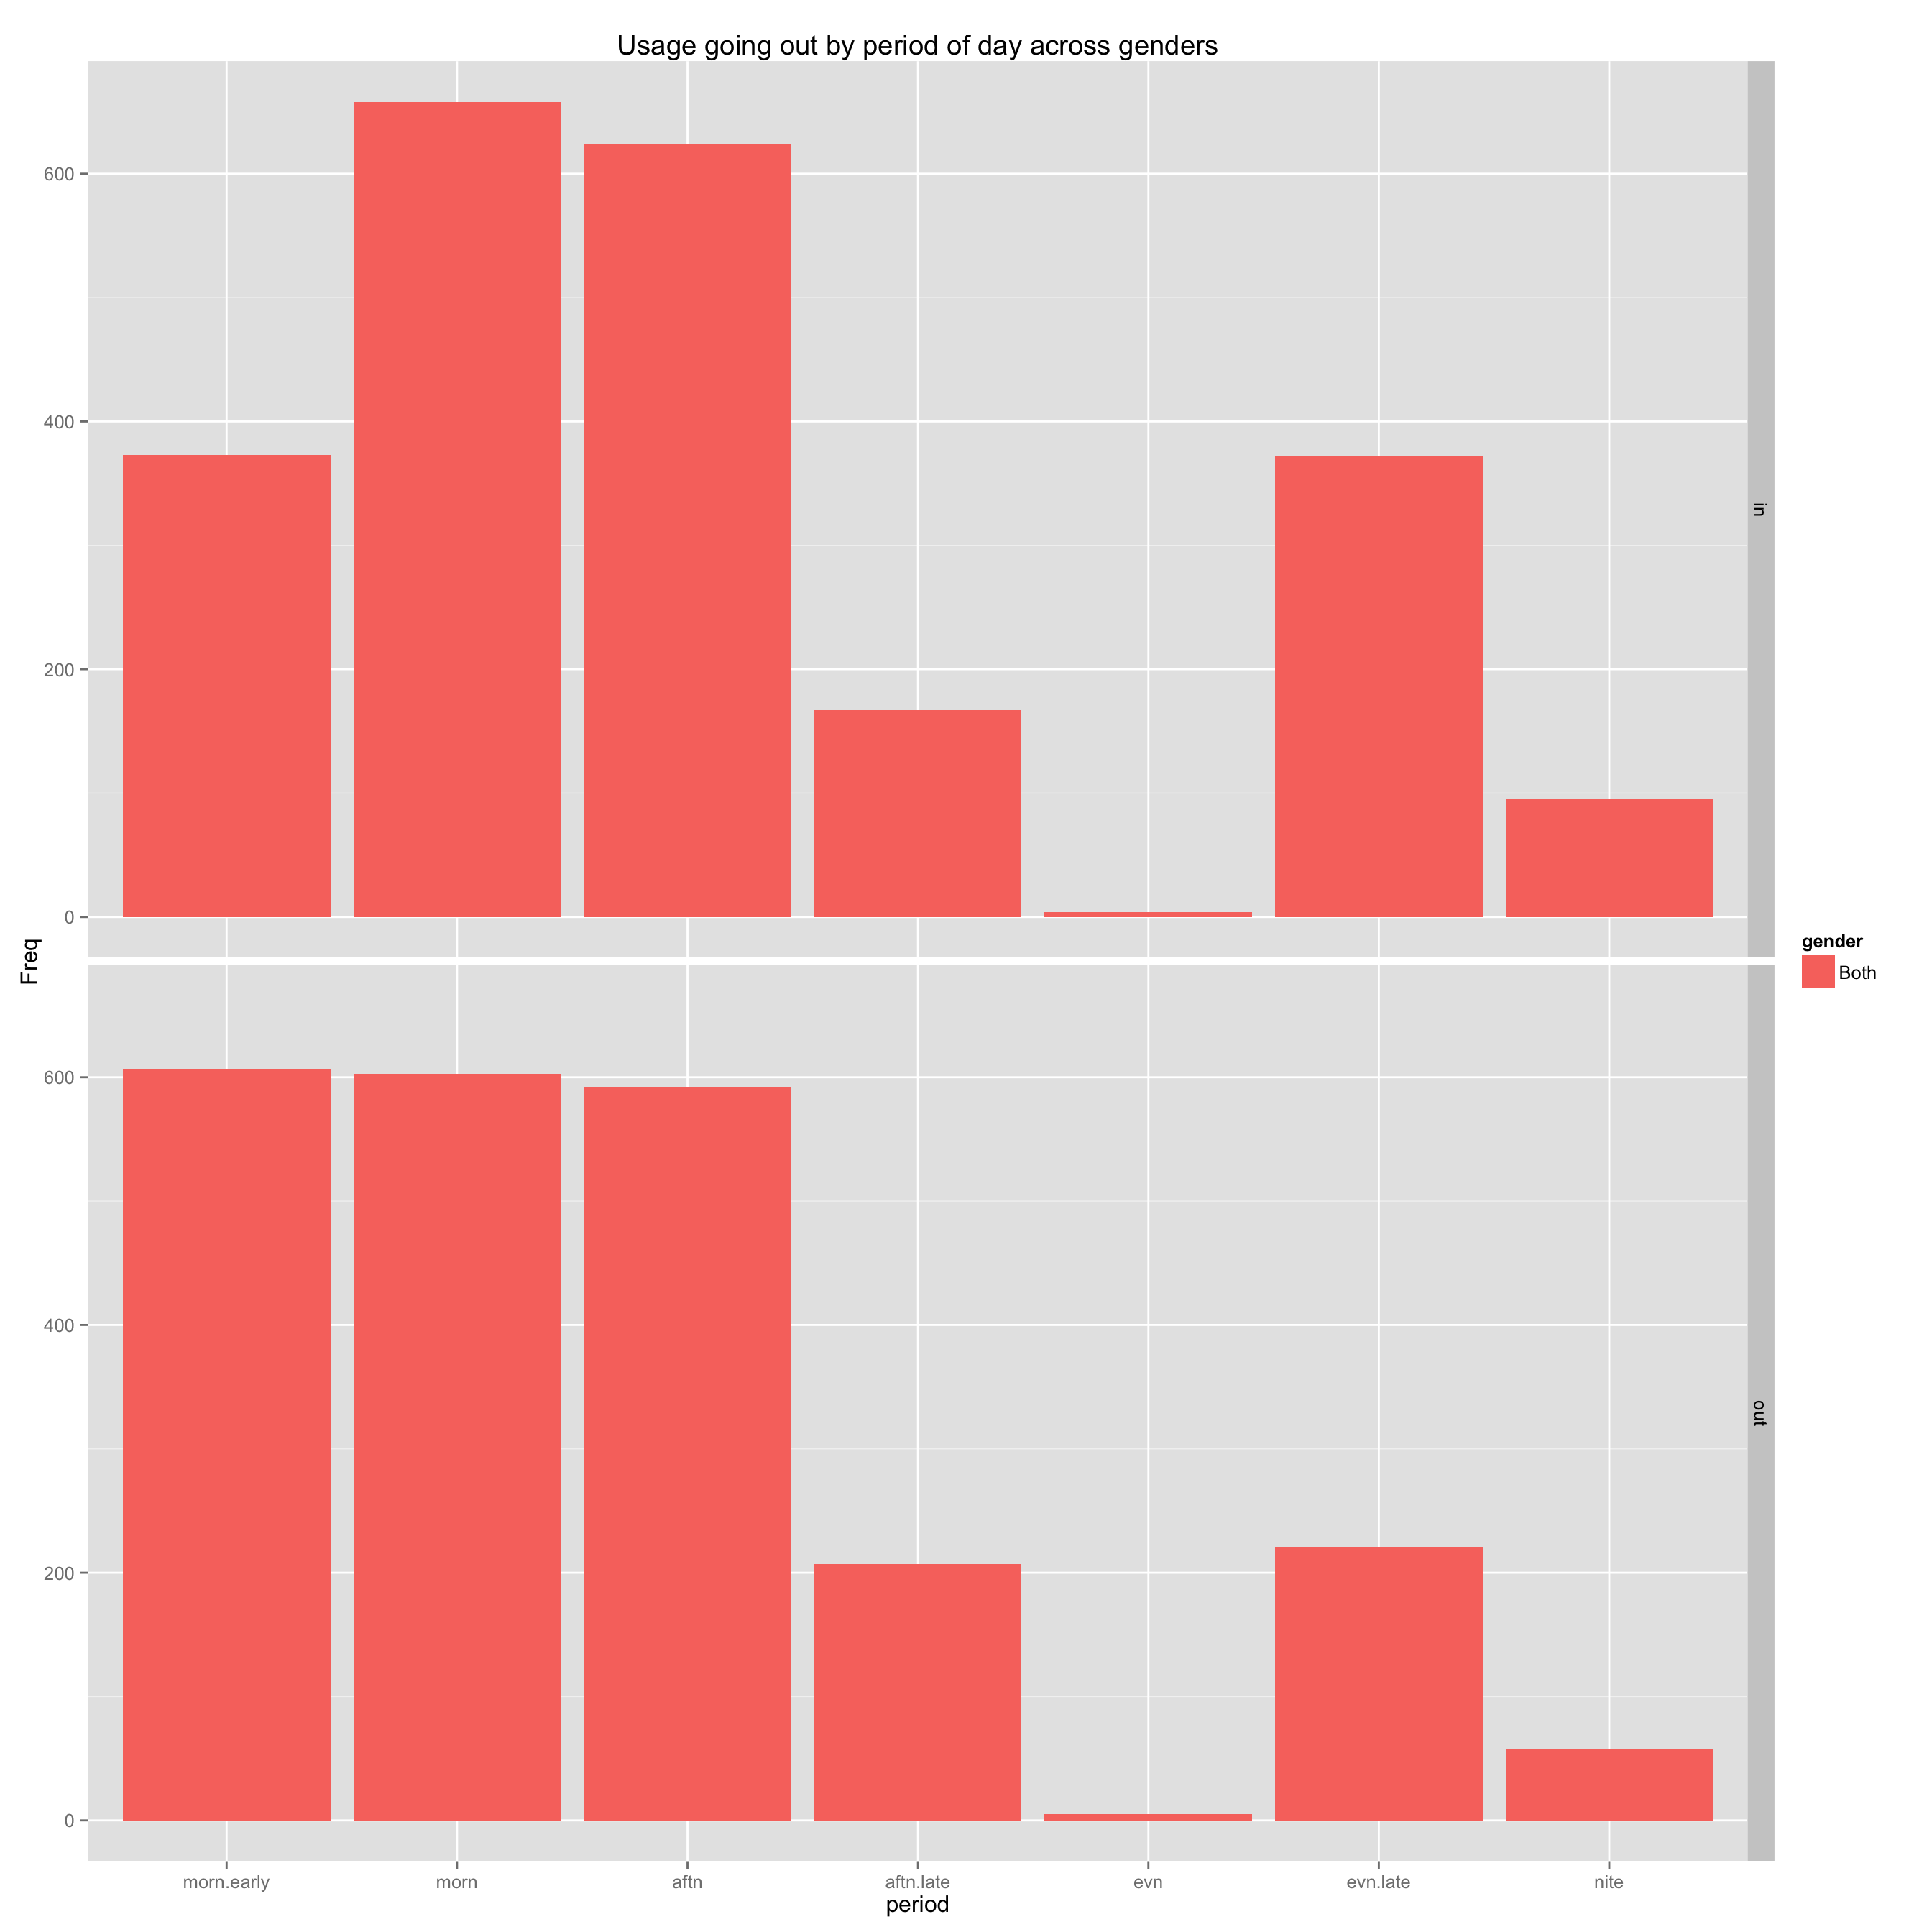 Usage going out by period of day across genders
600
400
200
0
in
Freq
gender
Both
600
400
200
0
out
morn.early morn aftn aftn.late evn evn.late nite
period